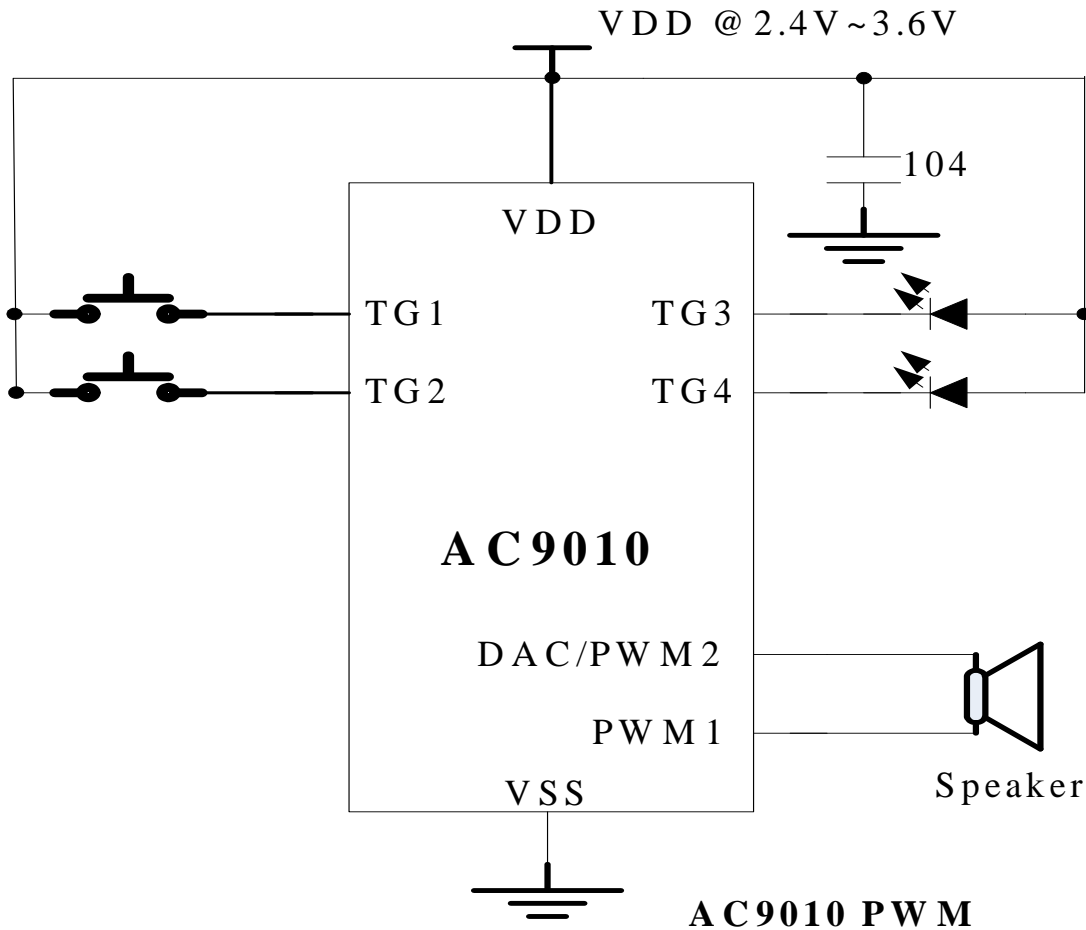 VDD @ 2.4V~3.6V
104
VDD
TG1
TG3
TG2
TG4
AC9010
DAC/PWM2
PWM1
Speaker
VSS
AC9010 PWM